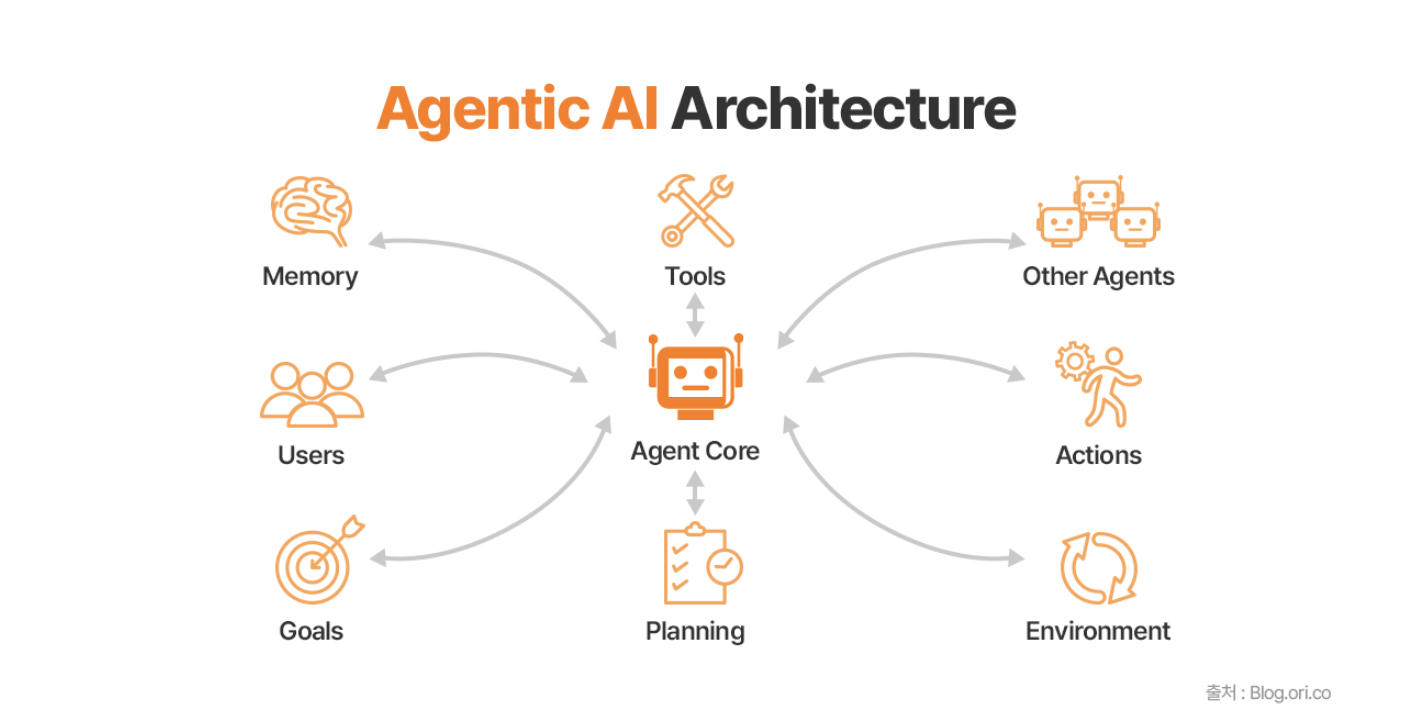 Agentic AI Architecture
Memory
Tools
Other Agents
Users
Agent Core
Actions
Goals
Planning
Environment
출처 : Blog.ori.co